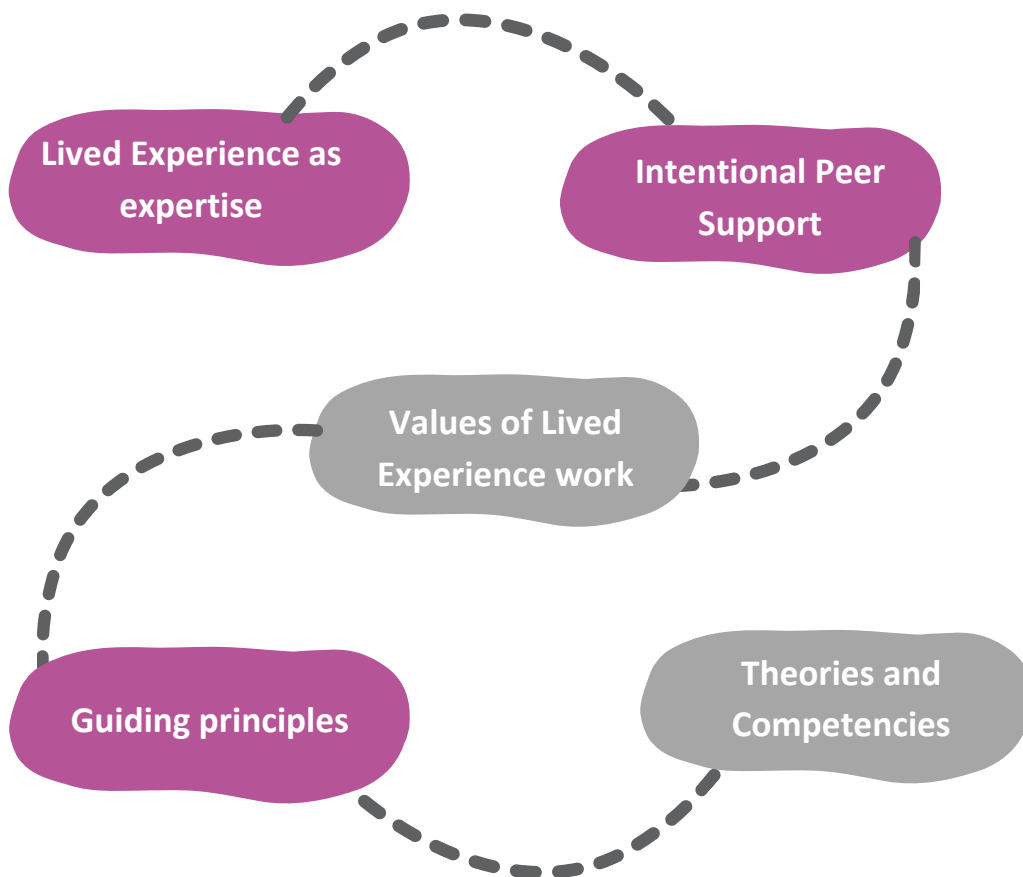 Lived Experience as
expertise
Intentional Peer
Support
Values of Lived
Experience work
Guiding principles
Theories and
Competencies